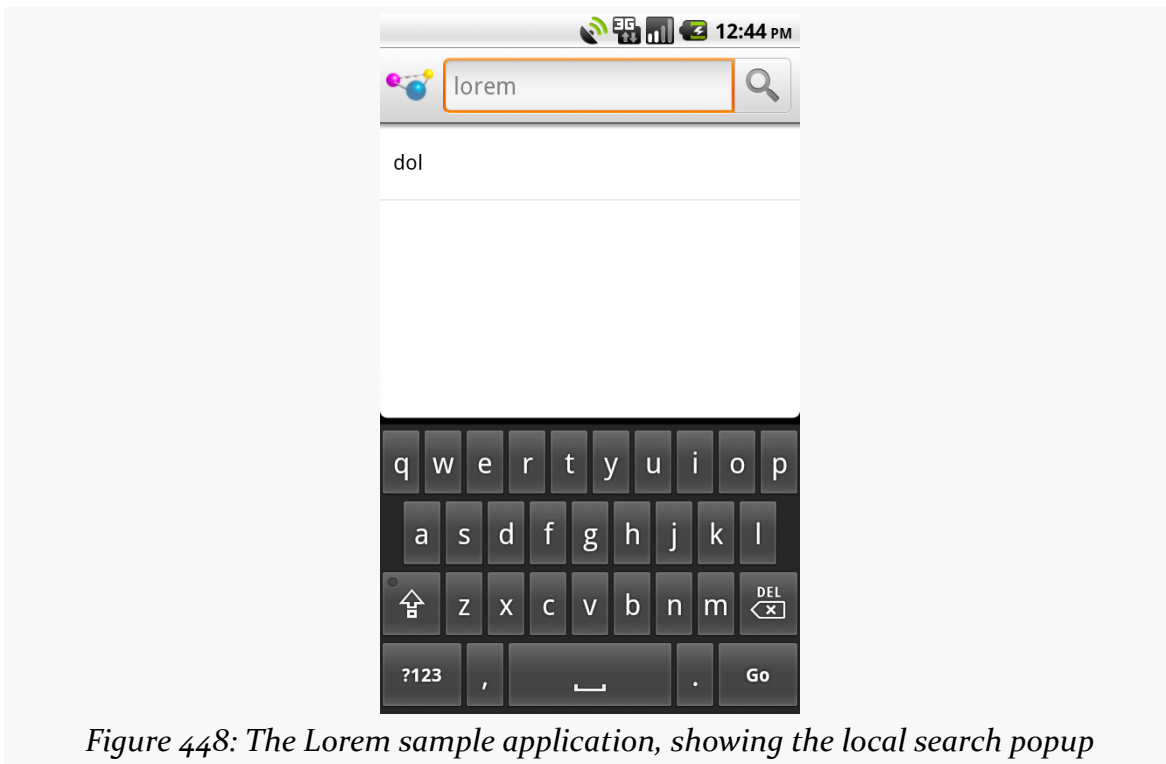 3G 12:44 PM
lorem
dol
q w e r t y u i o p
a s d f g h j k l
z x c v b n m DEL
?123 , . Go
Figure 448: The Lorem sample application, showing the local search popup